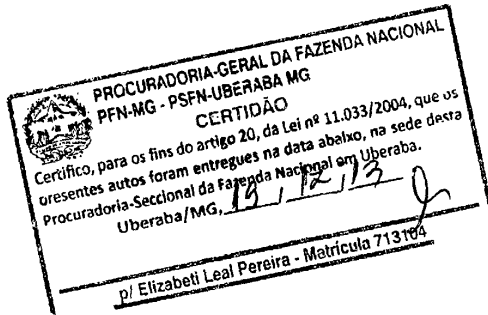 PROCURADORIA-GERAL DA FAZENDA NACIONAL
PFN-MG - PSFN-UBERABA MG
CERTIDÃO
Certifico, para os fins do artigo 20, da Lei nº 11.033/2004, que os
presentes autos foram entregues na data abaixo, na sede desta
Procuradoria-Seccional da Fazenda Nacional em Uberaba.
Uberaba/MG, 19 / 12 / 13
p/ Elizabeti Leal Pereira - Matrícula 713104